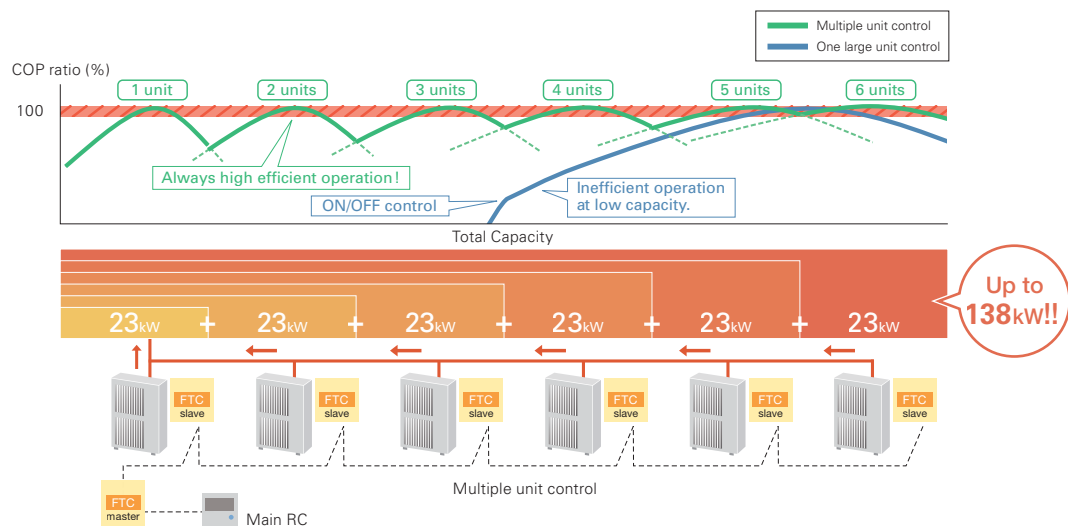 Multiple unit control
One large unit control
COP ratio (%)
100
1 unit
2 units
3 units
4 units
5 units
6 units
Always high efficient operation!
ON/OFF control
Inefficient operation
at low capacity.
Total Capacity
23kW + 23kW + 23kW + 23kW + 23kW + 23kW
Up to
138kW!!
FTC
slave
FTC
slave
FTC
slave
FTC
slave
FTC
slave
FTC
slave
Multiple unit control
FTC
master
Main RC